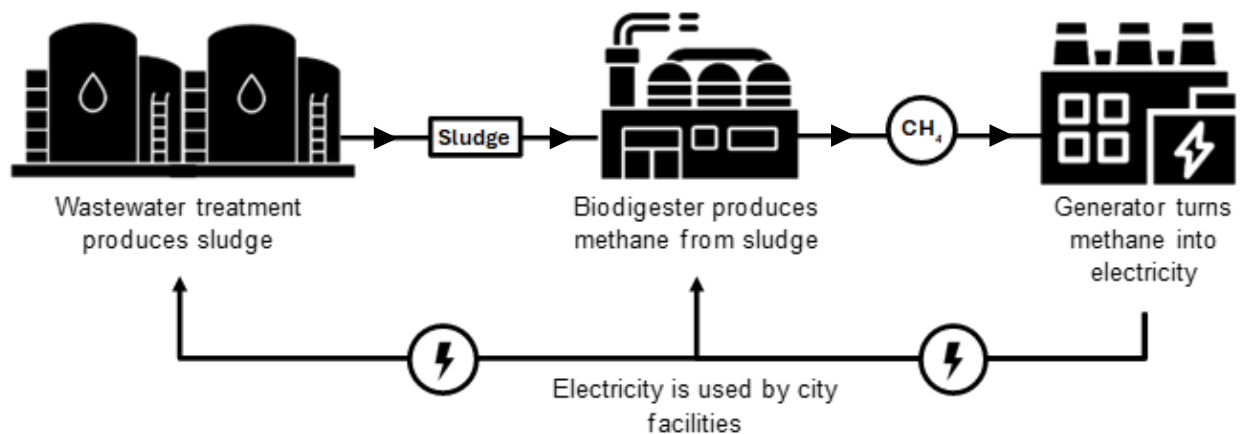 Sludge
CH₄
Wastewater treatment
produces sludge
Biodigester produces
methane from sludge
Generator turns
methane into
electricity
Electricity is used by city
facilities